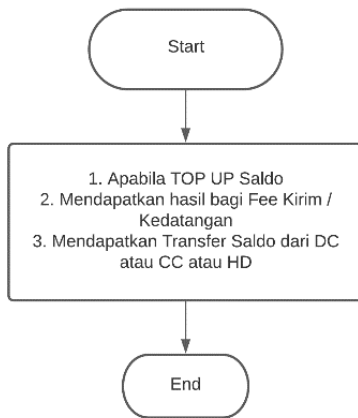 Start
1. Apabila TOP UP Saldo
2. Mendapatkan hasil bagi Fee Kirim /
Kedatangan
3. Mendapatkan Transfer Saldo dari DC
atau CC atau HD
End